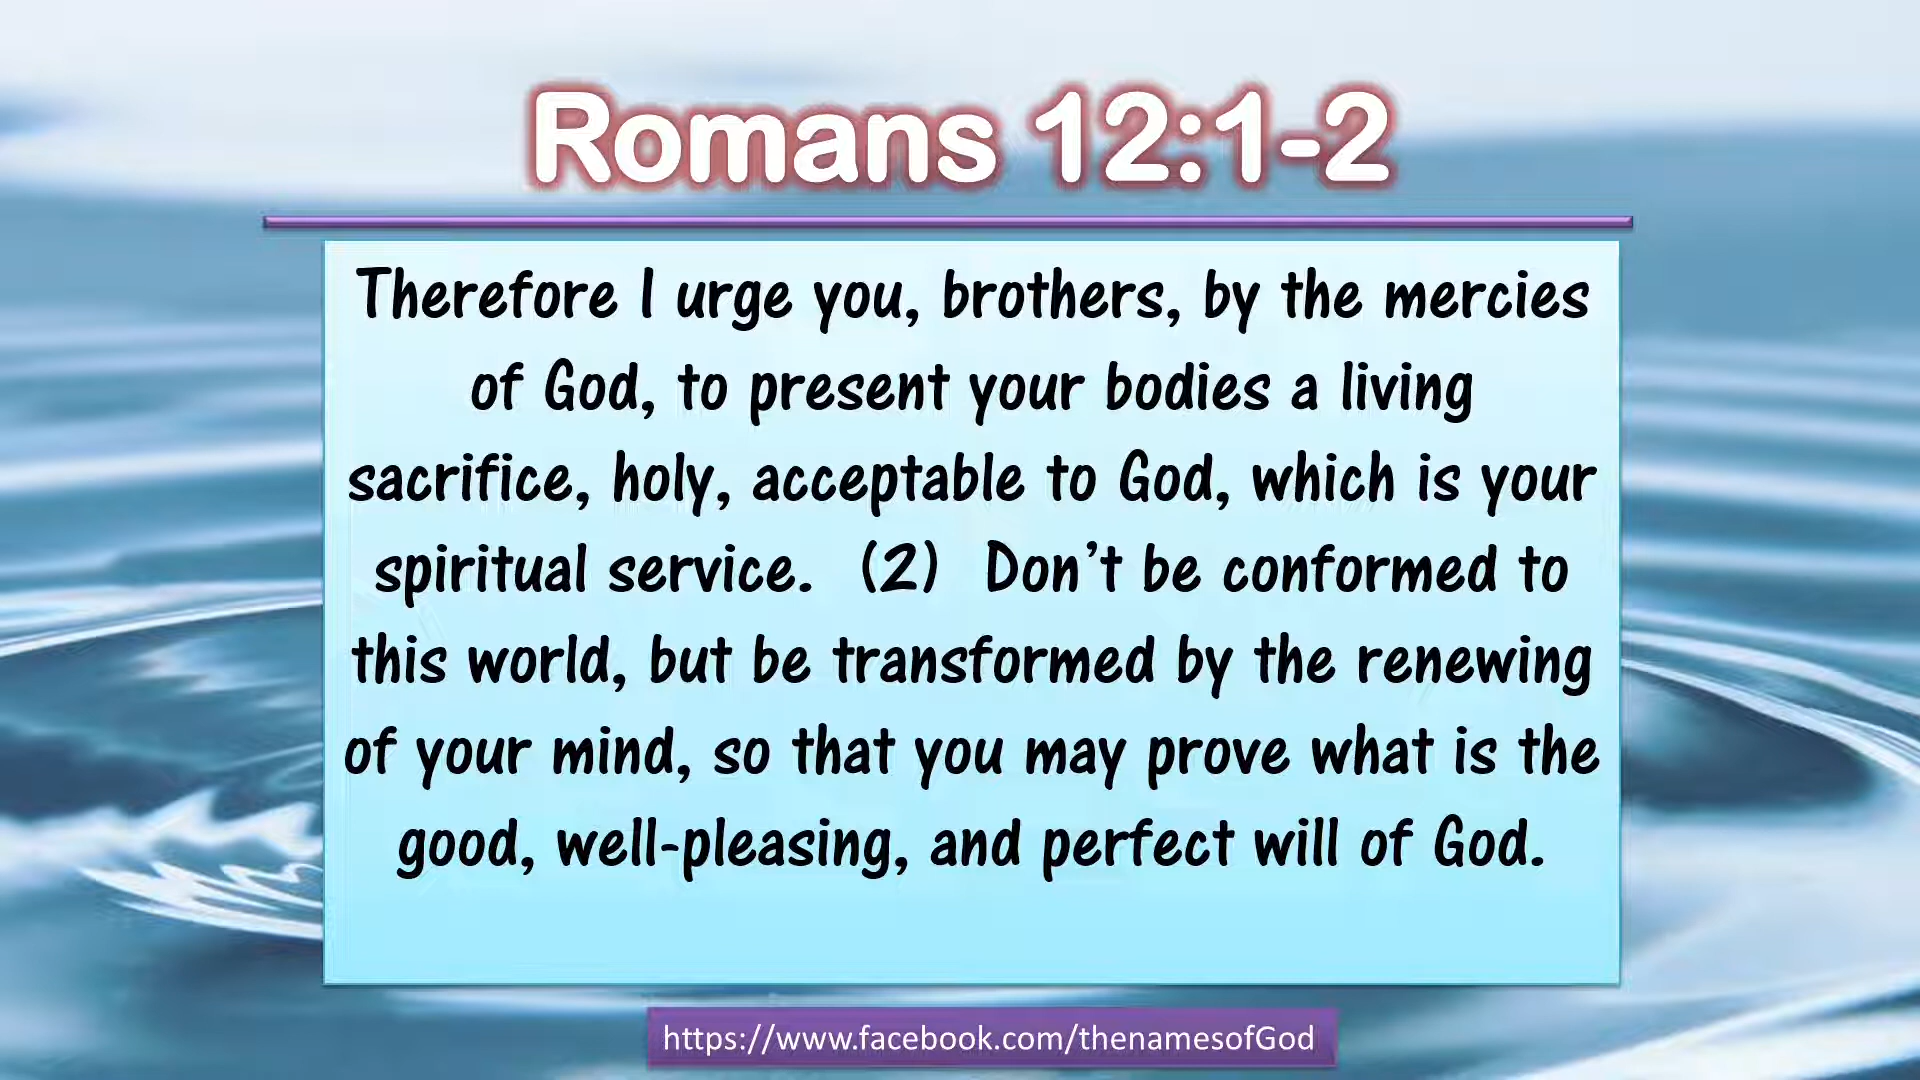 Romans 12:1-2
Therefore I urge you, brothers, by the mercies
of God, to present your bodies a living
sacrifice, holy, acceptable to God, which is your
spiritual service. (2) Don’t be conformed to
this world, but be transformed by the renewing
of your mind, so that you may prove what is the
good, well-pleasing, and perfect will of God.
https://www.facebook.com/thenamesofGod